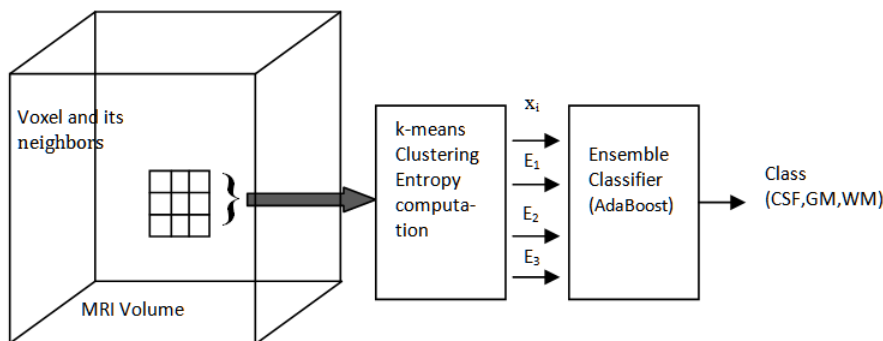 Voxel and its
neighbors
MRI Volume
k-means
Clustering
Entropy
computa-
tion
xᵢ
E₁
E₂
E₃
Ensemble
Classifier
(AdaBoost)
Class
(CSF,GM,WM)